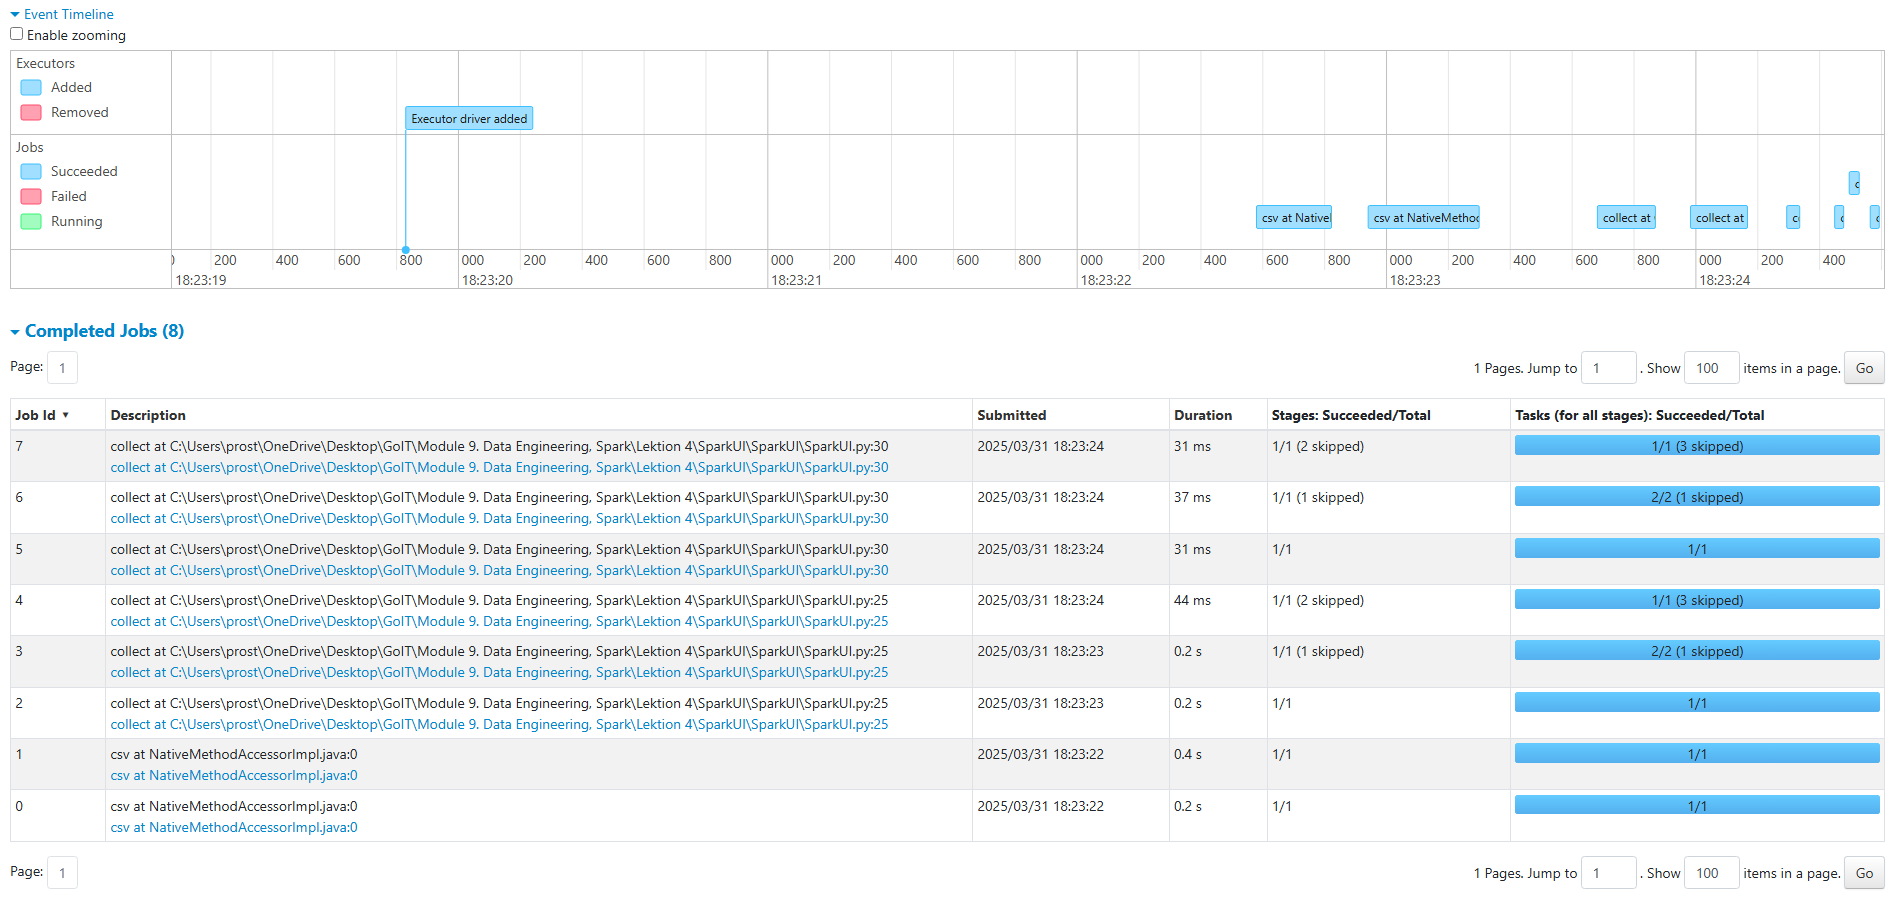 Event Timeline
Enable zooming
Executors
Added
Removed
Executor driver added
Jobs
Succeeded
Failed
Running
csv at Native
csv at NativeMethod
collect at
collect at
200 400 600 800 000 200 400 600 800 000 200 400 600 800 000 200 400 600 800 000 200 400 600 800 000 200 400
18:23:19 18:23:20 18:23:21 18:23:22 18:23:23 18:23:24
Completed Jobs (8)
Page: 1 1 Pages. Jump to 1 . Show 100 items in a page. Go
Job Id ▾ Description Submitted Duration Stages: Succeeded/Total Tasks (for all stages): Succeeded/Total
7 collect at C:\Users\prost\OneDrive\Desktop\GoIT\Module 9. Data Engineering, Spark\Lektion 4\SparkUI\SparkUI\SparkUI.py:30 2025/03/31 18:23:24 31 ms 1/1 (2 skipped) 1/1 (3 skipped)
collect at C:\Users\prost\OneDrive\Desktop\GoIT\Module 9. Data Engineering, Spark\Lektion 4\SparkUI\SparkUI\SparkUI.py:30
6 collect at C:\Users\prost\OneDrive\Desktop\GoIT\Module 9. Data Engineering, Spark\Lektion 4\SparkUI\SparkUI\SparkUI.py:30 2025/03/31 18:23:24 37 ms 1/1 (1 skipped) 2/2 (1 skipped)
collect at C:\Users\prost\OneDrive\Desktop\GoIT\Module 9. Data Engineering, Spark\Lektion 4\SparkUI\SparkUI\SparkUI.py:30
5 collect at C:\Users\prost\OneDrive\Desktop\GoIT\Module 9. Data Engineering, Spark\Lektion 4\SparkUI\SparkUI\SparkUI.py:30 2025/03/31 18:23:24 31 ms 1/1 1/1
collect at C:\Users\prost\OneDrive\Desktop\GoIT\Module 9. Data Engineering, Spark\Lektion 4\SparkUI\SparkUI\SparkUI.py:30
4 collect at C:\Users\prost\OneDrive\Desktop\GoIT\Module 9. Data Engineering, Spark\Lektion 4\SparkUI\SparkUI\SparkUI.py:25 2025/03/31 18:23:24 44 ms 1/1 (2 skipped) 1/1 (3 skipped)
collect at C:\Users\prost\OneDrive\Desktop\GoIT\Module 9. Data Engineering, Spark\Lektion 4\SparkUI\SparkUI\SparkUI.py:25
3 collect at C:\Users\prost\OneDrive\Desktop\GoIT\Module 9. Data Engineering, Spark\Lektion 4\SparkUI\SparkUI\SparkUI.py:25 2025/03/31 18:23:23 0.2 s 1/1 (1 skipped) 2/2 (1 skipped)
collect at C:\Users\prost\OneDrive\Desktop\GoIT\Module 9. Data Engineering, Spark\Lektion 4\SparkUI\SparkUI\SparkUI.py:25
2 collect at C:\Users\prost\OneDrive\Desktop\GoIT\Module 9. Data Engineering, Spark\Lektion 4\SparkUI\SparkUI\SparkUI.py:25 2025/03/31 18:23:23 0.2 s 1/1 1/1
collect at C:\Users\prost\OneDrive\Desktop\GoIT\Module 9. Data Engineering, Spark\Lektion 4\SparkUI\SparkUI\SparkUI.py:25
1 csv at NativeMethodAccessorImpl.java:0 2025/03/31 18:23:22 0.4 s 1/1 1/1
csv at NativeMethodAccessorImpl.java:0
0 csv at NativeMethodAccessorImpl.java:0 2025/03/31 18:23:22 0.2 s 1/1 1/1
csv at NativeMethodAccessorImpl.java:0
Page: 1 1 Pages. Jump to 1 . Show 100 items in a page. Go